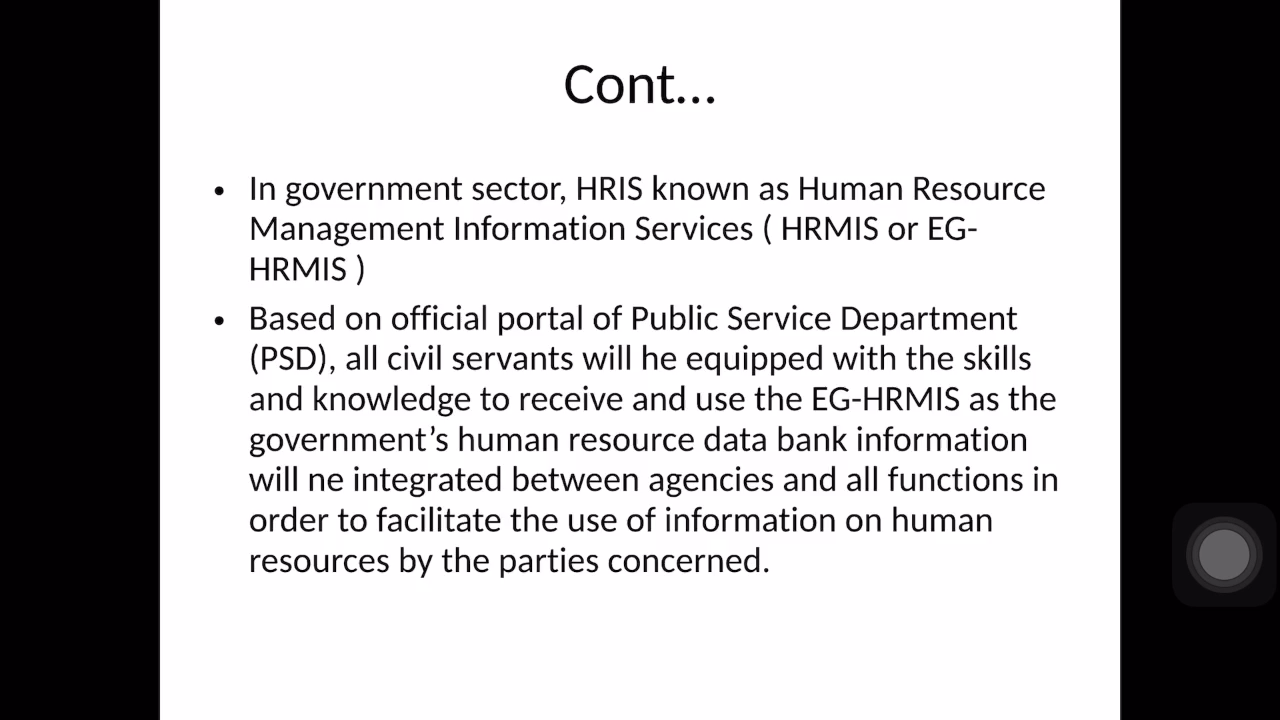 Cont...
• In government sector, HRIS known as Human Resource
Management Information Services ( HRMIS or EG-
HRMIS )
• Based on official portal of Public Service Department
(PSD), all civil servants will he equipped with the skills
and knowledge to receive and use the EG-HRMIS as the
government’s human resource data bank information
will ne integrated between agencies and all functions in
order to facilitate the use of information on human
resources by the parties concerned.